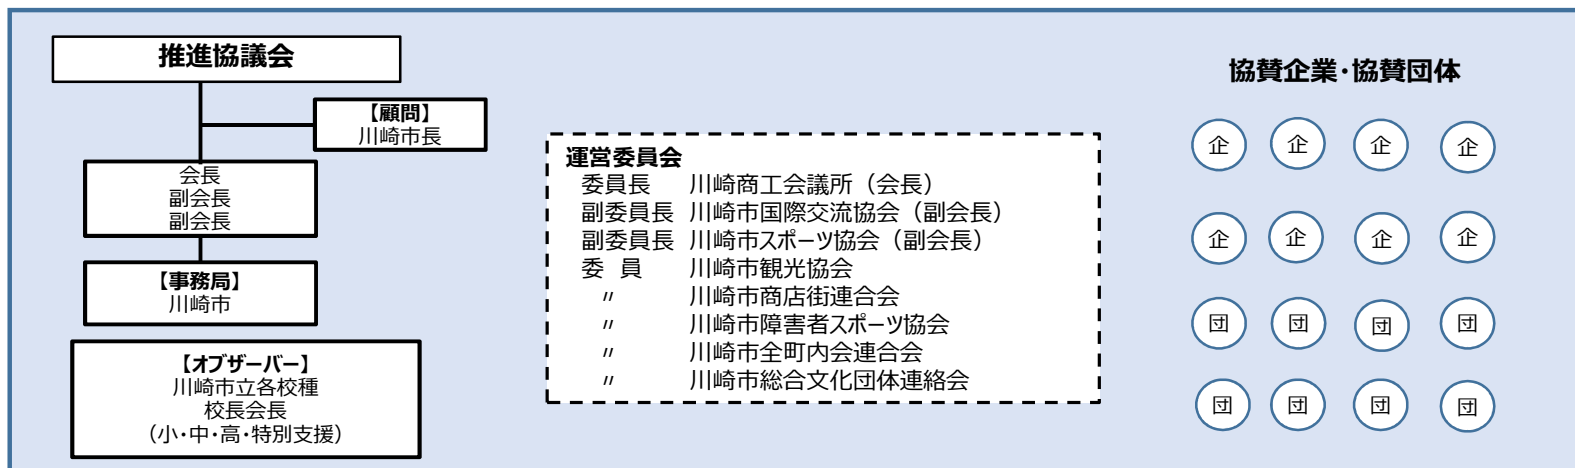 推進協議会
【顧問】
川崎市長
会長
副会長
副会長
【事務局】
川崎市
【オブザーバー】
川崎市立各校種
校長会長
（小・中・高・特別支援）
運営委員会
委員長 川崎商工会議所（会長）
副委員長 川崎市国際交流協会（副会長）
副委員長 川崎市スポーツ協会（副会長）
委 員 川崎市観光協会
〃 川崎市商店街連合会
〃 川崎市障害者スポーツ協会
〃 川崎市全町内会連合会
〃 川崎市総合文化団体連絡会
協賛企業・協賛団体
企 企 企 企
企 企 企 企
団 団 団 団
団 団 団 団